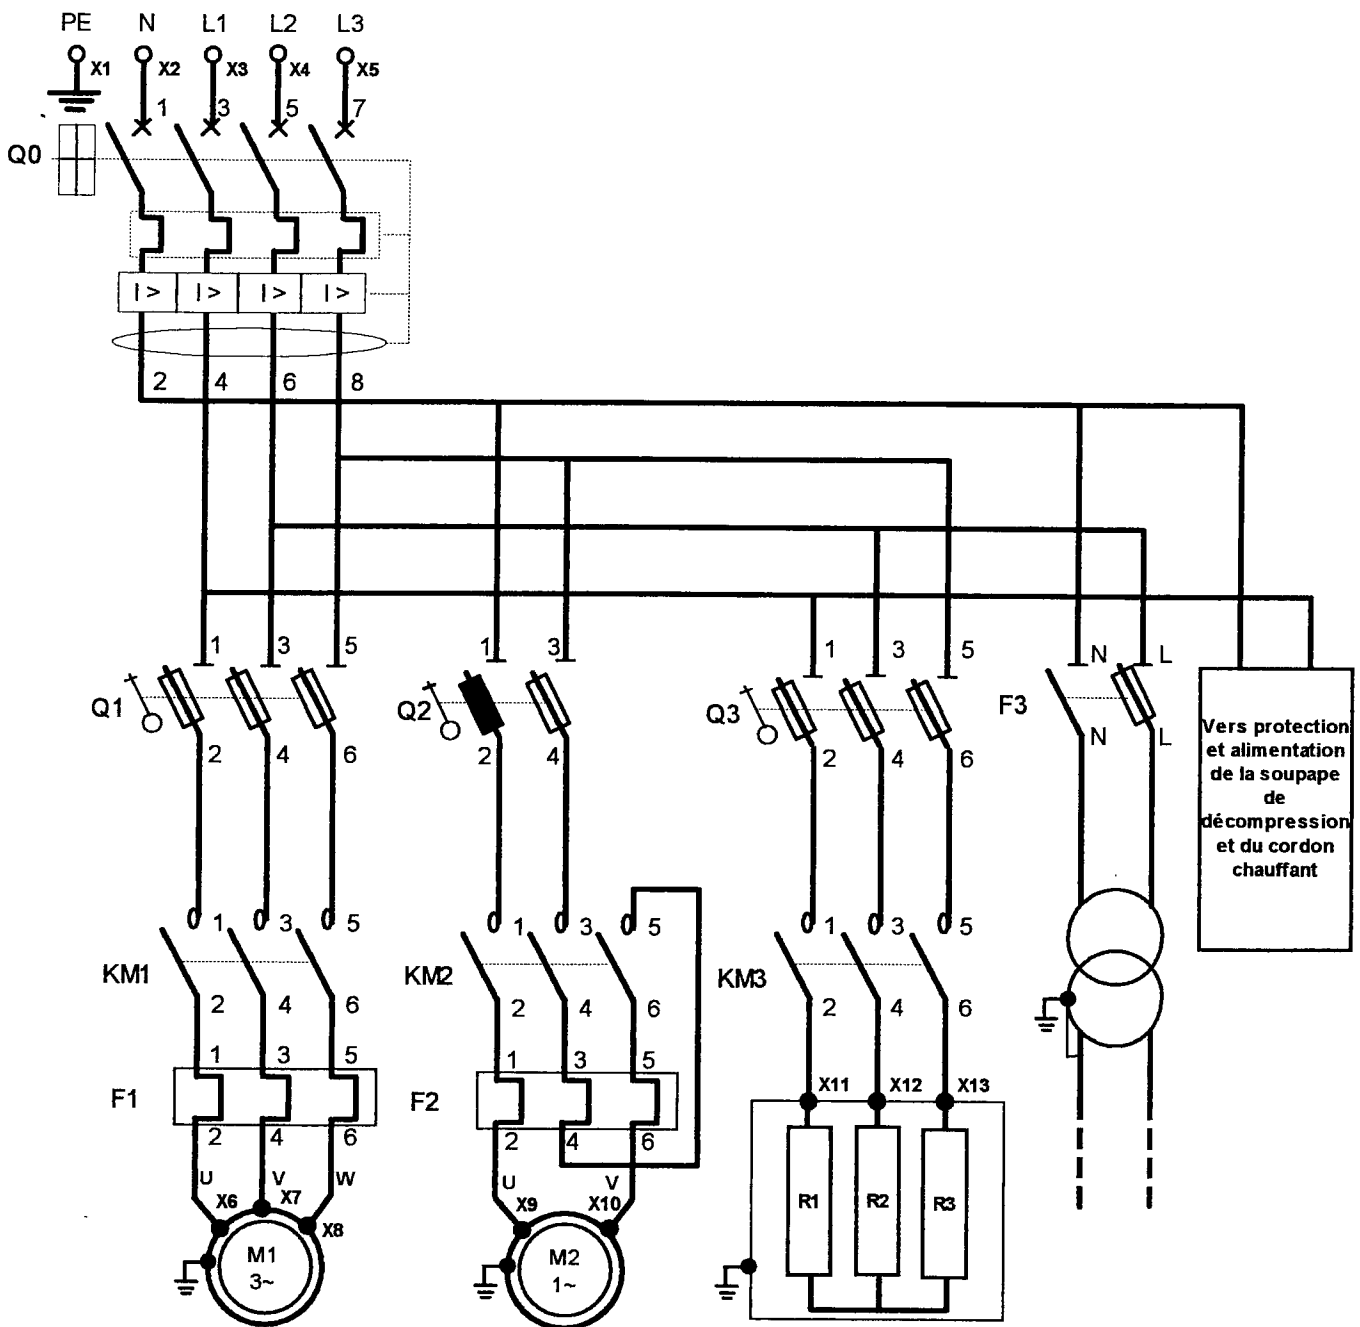 PE N L1 L2 L3
X1 X2 X3 X4 X5
1 3 5 7
Q0
I > I > I > I >
2 4 6 8
1 3 5 1 3 1 3 5 N L
Q1 Q2 Q3 F3
2 4 6 2 4 2 4 6 N L
Vers protection
et alimentation
de la soupape
de
décompression
et du cordon
chauffant
1 3 5 1 3 5 1 3 5
KM1 KM2 KM3
2 4 6 2 4 6 2 4 6
1 3 5 1 3 5
F1 F2
X11 X12 X13
2 4 6 2 4 6
U V W U V
X6 X7 X8 X9 X10
R1 R2 R3
M1 M2
3~ 1~